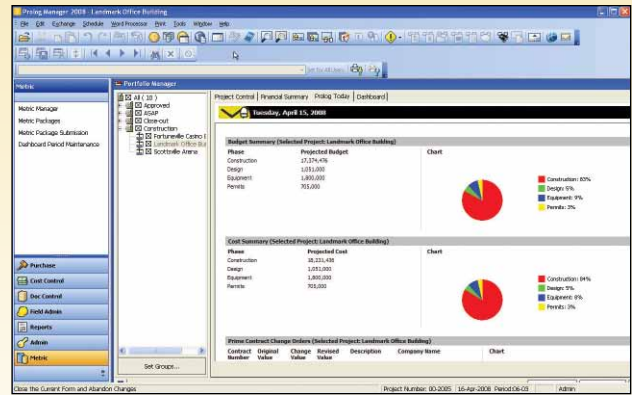 Prolog Manager 2008 - Landmark Office Building
File Edit Exchange Schedule Word Processor Print Tools Window Help
Metric
Metric Manager
Metric Packages
Metric Package Submission
Dashboard Period Maintenance
Purchase
Cost Control
Doc Control
Field Admin
Reports
Admin
Metric
Portfolio Manager
All ( 10 )
Approved
ASAP
Close-out
Construction
Fortuneville Casino
Landmark Office Bui
Scottsville Arena
Set Groups...
Project Control Financial Summary Prolog Today Dashboard
Tuesday, April 15, 2008
Budget Summary (Selected Project: Landmark Office Building)
Phase Projected Budget Chart
Construction 17,374,476
Design 1,051,000
Equipment 1,800,000
Permits 705,000
Construction: 83%
Design: 5%
Equipment: 9%
Permits: 3%
Cost Summary (Selected Project: Landmark Office Building)
Phase Projected Cost Chart
Construction 18,231,438
Design 1,051,000
Equipment 1,800,000
Permits 705,000
Construction: 84%
Design: 5%
Equipment: 8%
Permits: 3%
Prime Contract Change Orders (Selected Project: Landmark Office Building)
Contract Number Original Value Change Value Revised Value Description Company Name Chart
Close the Current Form and Abandon Changes Project Number: 00-2005 16-Apr-2008 Period:06-03 Admin